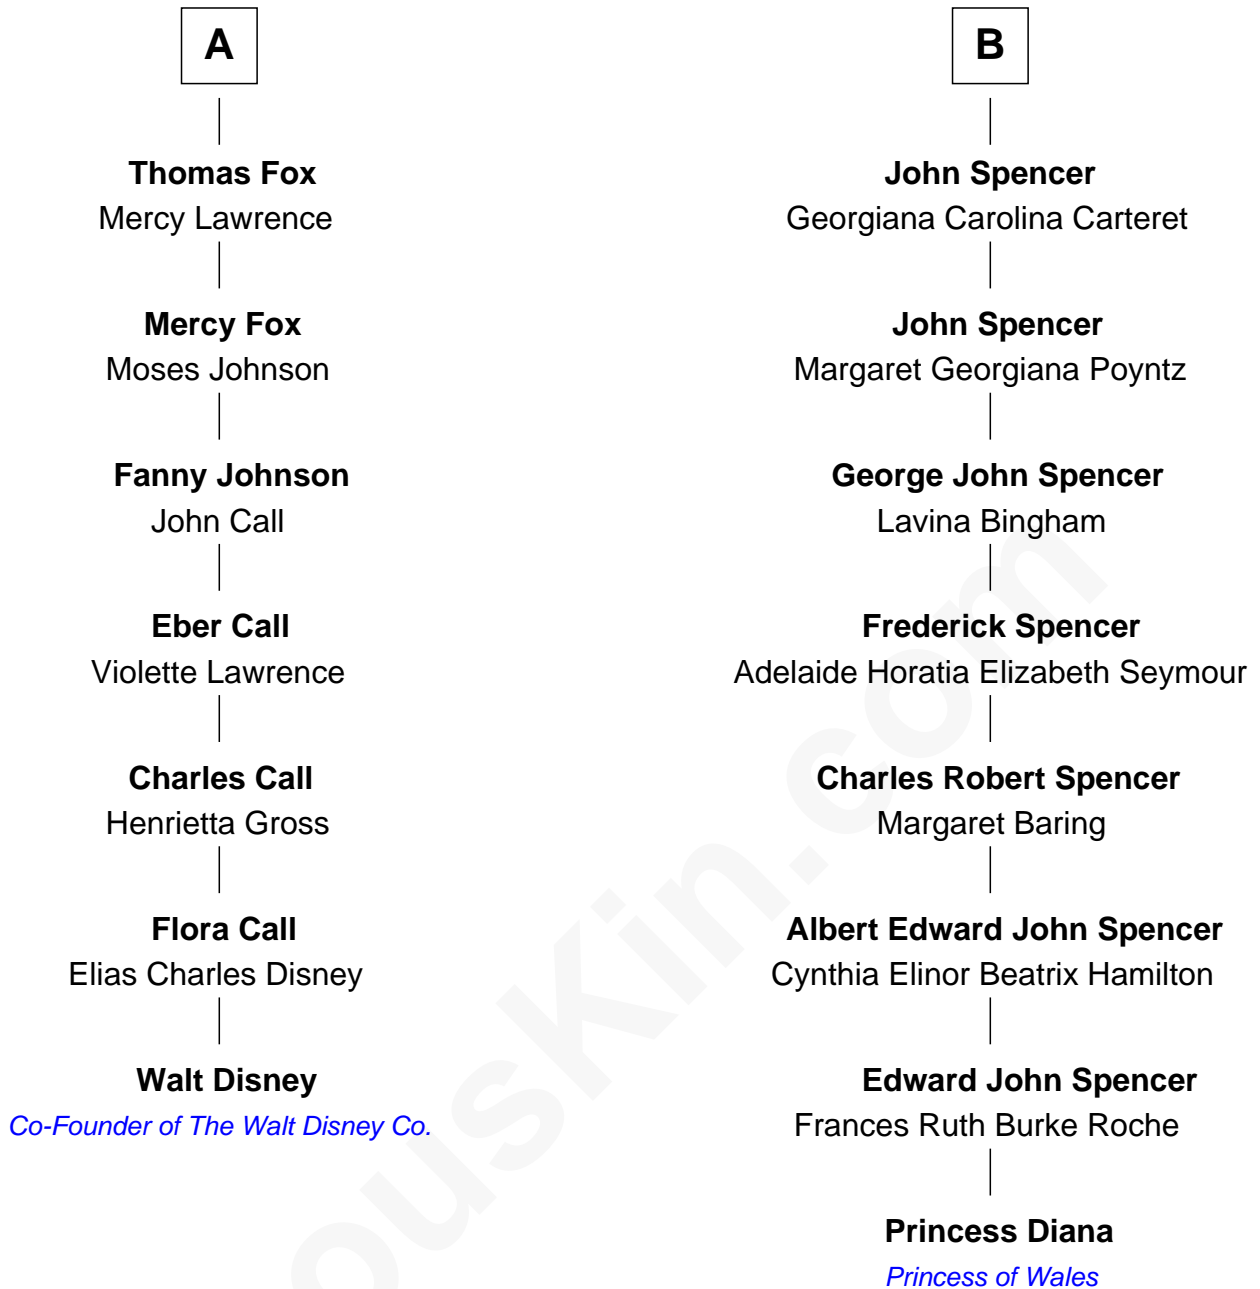 A
Thomas Fox
Mercy Lawrence
Mercy Fox
Moses Johnson
Fanny Johnson
John Call
Eber Call
Violette Lawrence
Charles Call
Henrietta Gross
Flora Call
Elias Charles Disney
Walt Disney
Co-Founder of The Walt Disney Co.
B
John Spencer
Georgiana Carolina Carteret
John Spencer
Margaret Georgiana Poyntz
George John Spencer
Lavina Bingham
Frederick Spencer
Adelaide Horatia Elizabeth Seymour
Charles Robert Spencer
Margaret Baring
Albert Edward John Spencer
Cynthia Elinor Beatrix Hamilton
Edward John Spencer
Frances Ruth Burke Roche
Princess Diana
Princess of Wales
ousKin.com